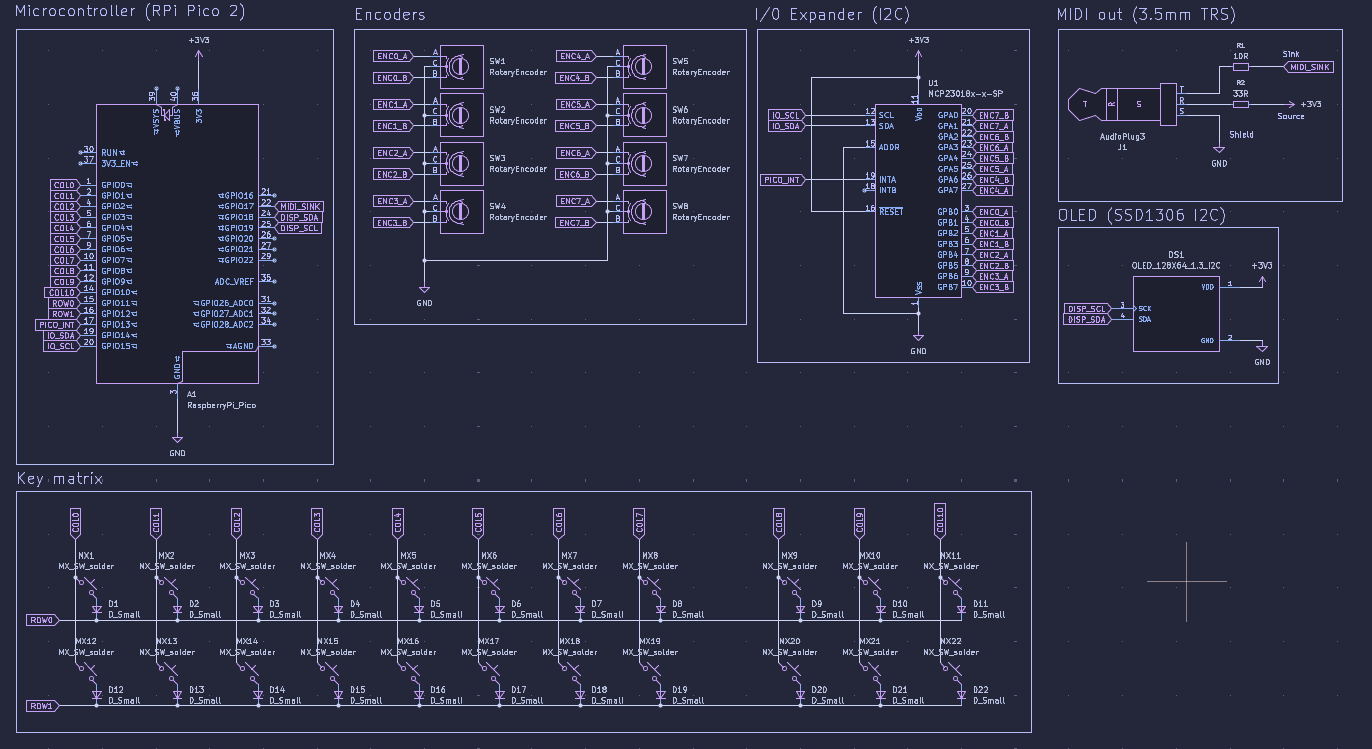 Microcontroller (RPi Pico 2)
+3V3
39
40
36
VSYS
VBUS
3V3
30 RUN
37 3V3_EN
COL0 1 GPIO0
COL1 2 GPIO1
COL2 4 GPIO2
COL3 5 GPIO3
COL4 6 GPIO4
COL5 7 GPIO5
COL6 9 GPIO6
COL7 10 GPIO7
COL8 11 GPIO8
COL9 12 GPIO9
COL10 14 GPIO10
ROW0 15 GPIO11
ROW1 16 GPIO12
PICO_INT 17 GPIO13
IO_SDA 19 GPIO14
IO_SCL 20 GPIO15
GPIO16 21
GPIO17 22 MIDI_SINK
GPIO18 24 DISP_SDA
GPIO19 25 DISP_SCL
GPIO20 26
GPIO21 27
GPIO22 29
ADC_VREF 35
GPIO26_ADC0 31
GPIO27_ADC1 32
GPIO28_ADC2 34
AGND 33
GND
3
A1
RaspberryPi_Pico
GND
Encoders
ENC0_A A
C
ENC0_B B
SW1
RotaryEncoder
ENC1_A A
C
ENC1_B B
SW2
RotaryEncoder
ENC2_A A
C
ENC2_B B
SW3
RotaryEncoder
ENC3_A A
C
ENC3_B B
SW4
RotaryEncoder
ENC4_A A
C
ENC4_B B
SW5
RotaryEncoder
ENC5_A A
C
ENC5_B B
SW6
RotaryEncoder
ENC6_A A
C
ENC6_B B
SW7
RotaryEncoder
ENC7_A A
C
ENC7_B B
SW8
RotaryEncoder
GND
I/O Expander (I2C)
+3V3
U1
MCP23018x-x-SP
11
VDD
IO_SCL 12 SCL
IO_SDA 13 SDA
15 ADDR
PICO_INT 19 INTA
18 INTB
16 RESET
GPA0 20 ENC7_B
GPA1 21 ENC7_A
GPA2 22 ENC6_B
GPA3 23 ENC6_A
GPA4 24 ENC5_B
GPA5 25 ENC5_A
GPA6 26 ENC4_B
GPA7 27 ENC4_A
GPB0 3 ENC0_A
GPB1 4 ENC0_B
GPB2 5 ENC1_A
GPB3 6 ENC1_B
GPB4 7 ENC2_A
GPB5 8 ENC2_B
GPB6 9 ENC3_A
GPB7 10 ENC3_B
VSS
1
GND
MIDI out (3.5mm TRS)
R1
10R
Sink
MIDI_SINK
R2
33R
+3V3
Source
T R S
T
R
S
AudioPlug3
J1
Shield
GND
OLED (SSD1306 I2C)
DS1
OLED_128X64_1.3_I2C
+3V3
VDD 1
DISP_SCL 3 SCK
DISP_SDA 4 SDA
GND 2
GND
Key matrix
COL0 COL1 COL2 COL3 COL4 COL5 COL6 COL7 COL8 COL9 COL10
MX1 MX2 MX3 MX4 MX5 MX6 MX7 MX8 MX9 MX10 MX11
MX_SW_solder MX_SW_solder MX_SW_solder MX_SW_solder MX_SW_solder MX_SW_solder MX_SW_solder MX_SW_solder MX_SW_solder MX_SW_solder MX_SW_solder
D1 D2 D3 D4 D5 D6 D7 D8 D9 D10 D11
D_Small D_Small D_Small D_Small D_Small D_Small D_Small D_Small D_Small D_Small D_Small
ROW0
MX12 MX13 MX14 MX15 MX16 MX17 MX18 MX19 MX20 MX21 MX22
MX_SW_solder MX_SW_solder MX_SW_solder MX_SW_solder MX_SW_solder MX_SW_solder MX_SW_solder MX_SW_solder MX_SW_solder MX_SW_solder MX_SW_solder
D12 D13 D14 D15 D16 D17 D18 D19 D20 D21 D22
D_Small D_Small D_Small D_Small D_Small D_Small D_Small D_Small D_Small D_Small D_Small
ROW1